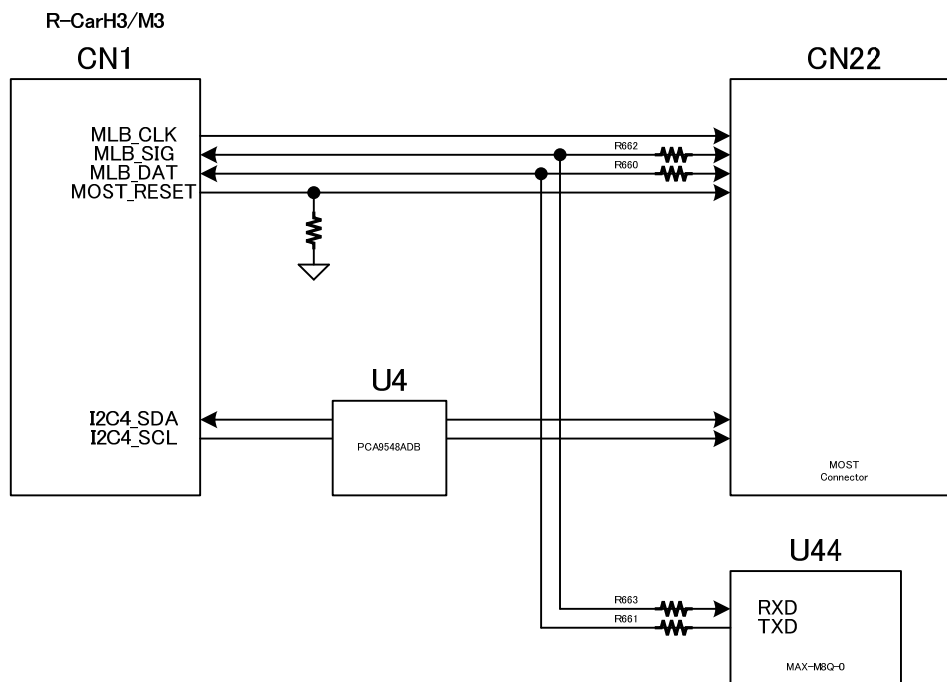 R-CarH3/M3
CN1
CN22
MLB_CLK
MLB_SIG
R662
MLB_DAT
R660
MOST_RESET
U4
I2C4_SDA
I2C4_SCL
PCA9548ADB
MOST
Connector
U44
R663
RXD
R661
TXD
MAX-M8Q-0